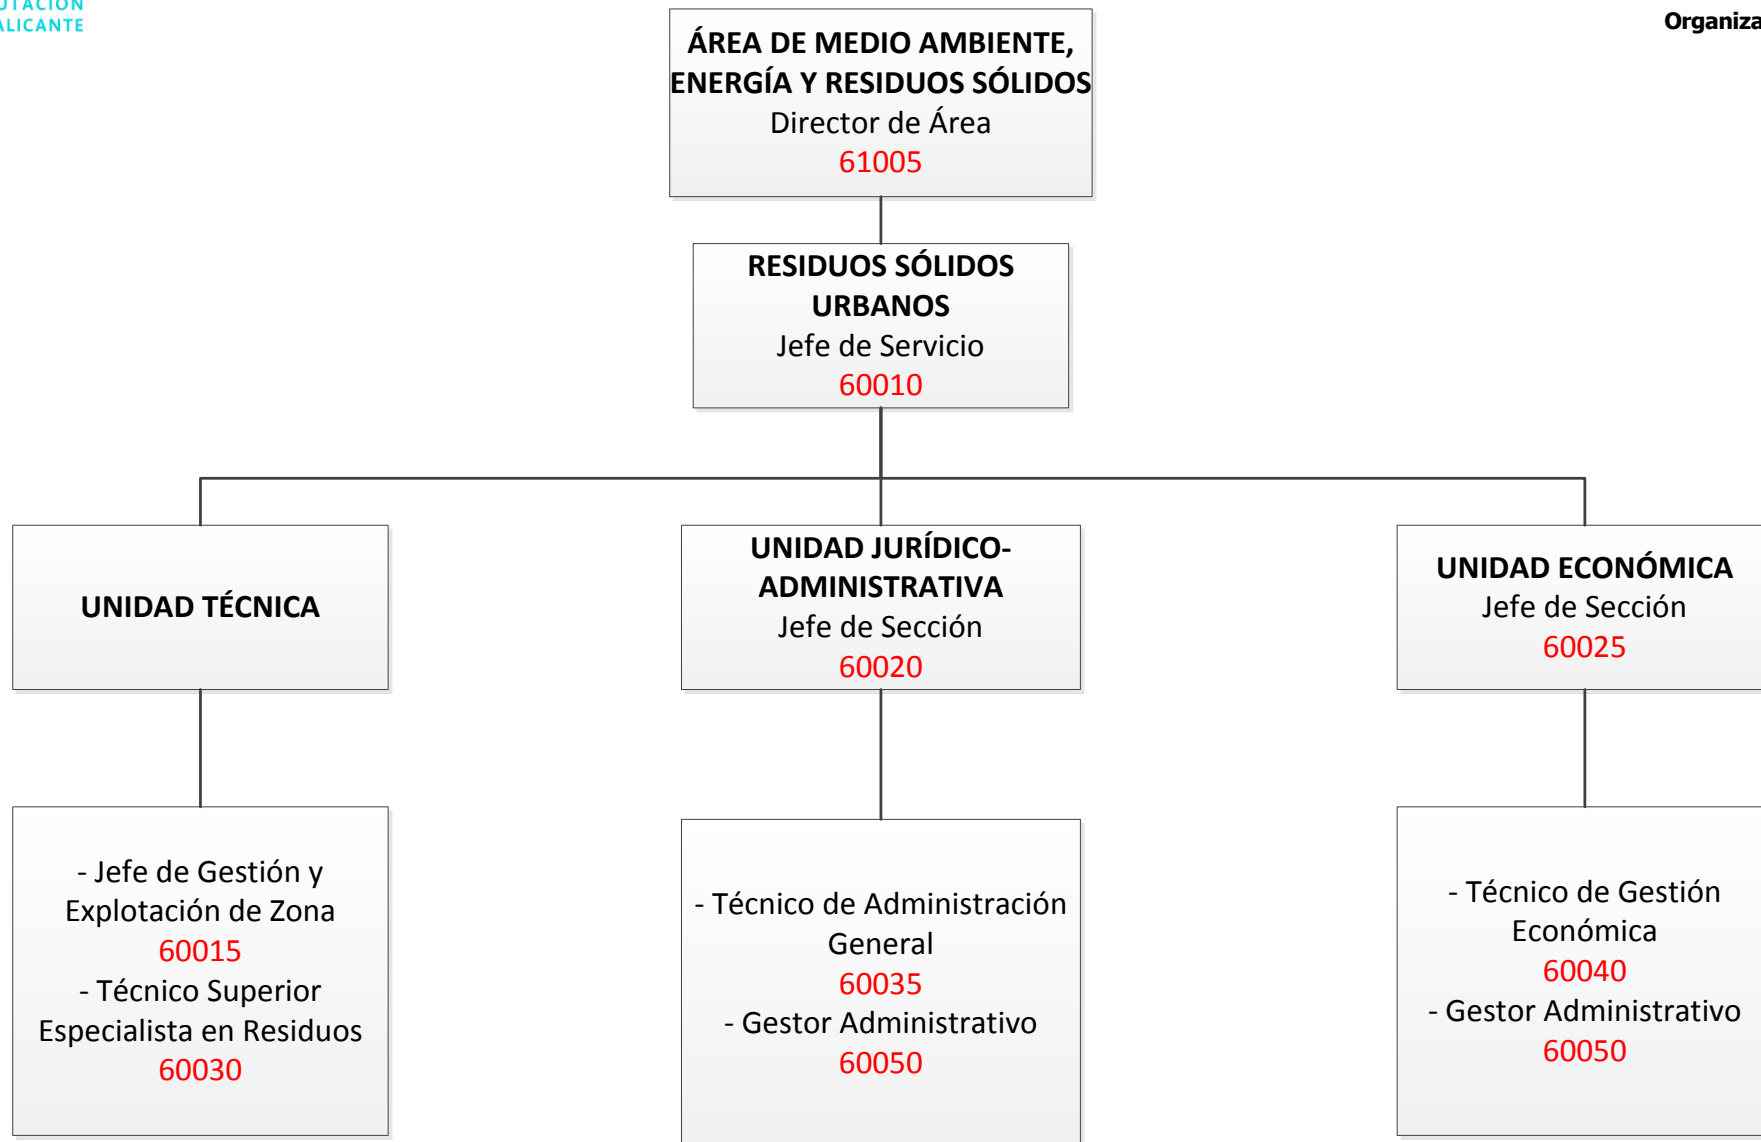 ALICANTE
ÁREA DE MEDIO AMBIENTE,
ENERGÍA Y RESIDUOS SÓLIDOS
Director de Área
61005
RESIDUOS SÓLIDOS
URBANOS
Jefe de Servicio
60010
UNIDAD TÉCNICA
UNIDAD JURÍDICO-
ADMINISTRATIVA
Jefe de Sección
60020
UNIDAD ECONÓMICA
Jefe de Sección
60025
- Jefe de Gestión y
Explotación de Zona
60015
- Técnico Superior
Especialista en Residuos
60030
- Técnico de Administración
General
60035
- Gestor Administrativo
60050
- Técnico de Gestión
Económica
60040
- Gestor Administrativo
60050